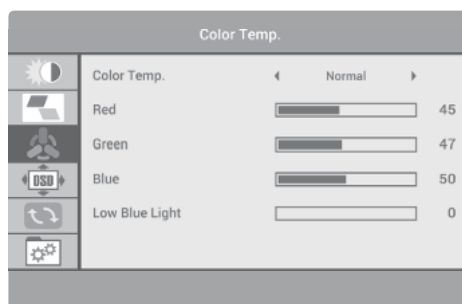 Color Temp.
Color Temp. Normal
Red 45
Green 47
OSD
Blue 50
Low Blue Light 0